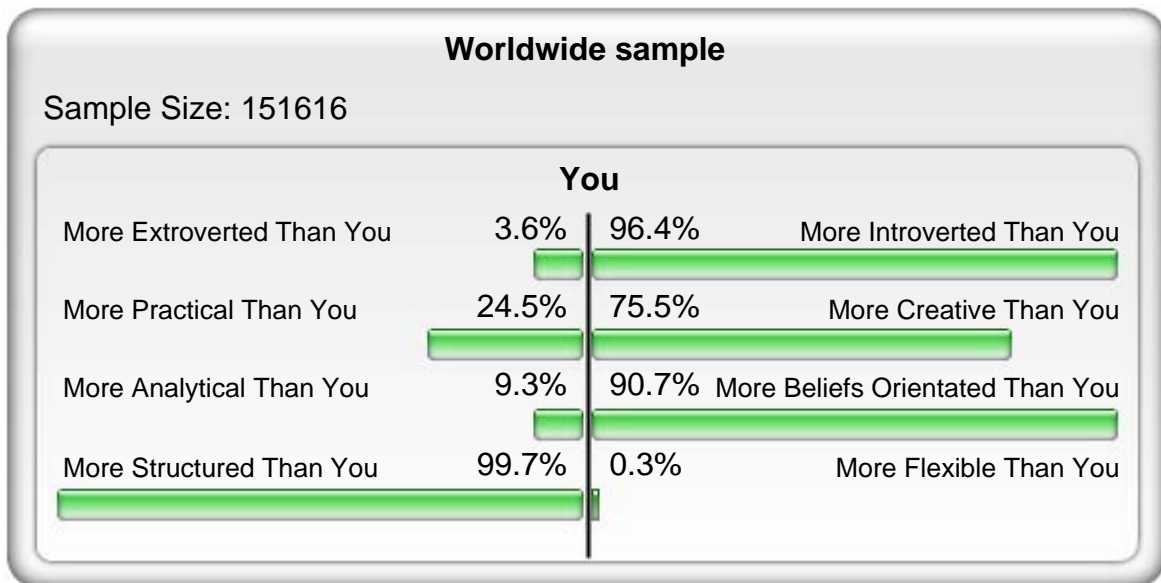 Worldwide sample
Sample Size: 151616
You
More Extroverted Than You 3.6% 96.4% More Introverted Than You
More Practical Than You 24.5% 75.5% More Creative Than You
More Analytical Than You 9.3% 90.7% More Beliefs Orientated Than You
More Structured Than You 99.7% 0.3% More Flexible Than You